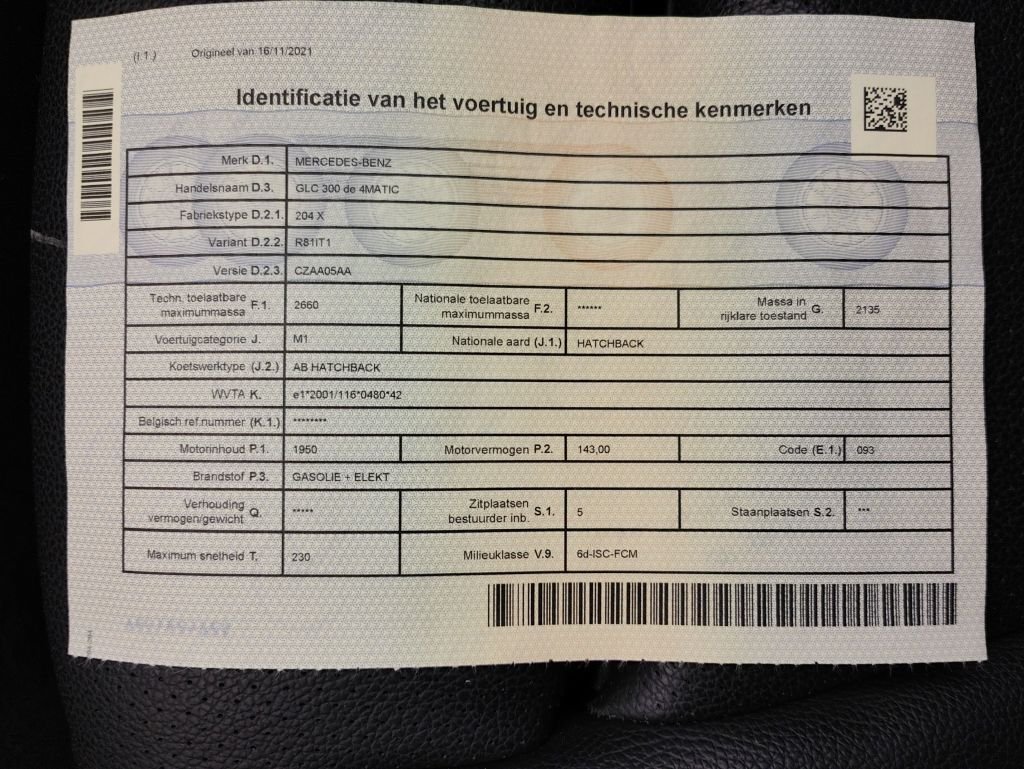 (I.1.) Origineel van 16/11/2021
Identificatie van het voertuig en technische kenmerken
Merk D.1. MERCEDES-BENZ
Handelsnaam D.3. GLC 300 de 4MATIC
Fabriekstype D.2.1. 204 X
Variant D.2.2. R81IT1
Versie D.2.3. CZAA05AA
Techn. toelaatbare
maximummassa F.1. 2660
Nationale toelaatbare
maximummassa F.2. ******
Massa in
rijklare toestand G. 2135
Voertuigcategorie J. M1
Nationale aard (J.1.) HATCHBACK
Koetswerktype (J.2.) AB HATCHBACK
WVTA K. e1*2001/116*0480*42
Belgisch ref.nummer (K.1.) ********
Motorinhoud P.1. 1950
Motorvermogen P.2. 143,00
Code (E.1.) 093
Brandstof P.3. GASOLIE + ELEKT
Verhouding
vermogen/gewicht Q. *****
Zitplaatsen
bestuurder inb. S.1. 5
Staanplaatsen S.2. ***
Maximum snelheid T. 230
Milieuklasse V.9. 6d-ISC-FCM